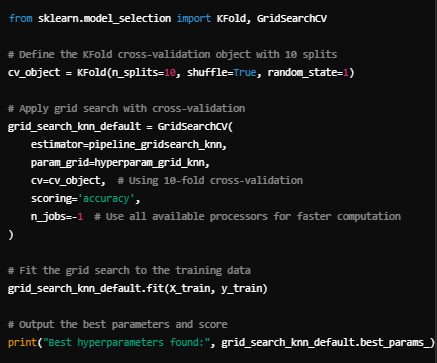 from sklearn.model_selection import KFold, GridSearchCV
# Define the KFold cross-validation object with 10 splits
cv_object = KFold(n_splits=10, shuffle=True, random_state=1)
# Apply grid search with cross-validation
grid_search_knn_default = GridSearchCV(
    estimator=pipeline_gridsearch_knn,
    param_grid=hyperparam_grid_knn,
    cv=cv_object,  # Using 10-fold cross-validation
    scoring='accuracy',
    n_jobs=-1  # Use all available processors for faster computation
)
# Fit the grid search to the training data
grid_search_knn_default.fit(X_train, y_train)
# Output the best parameters and score
print("Best hyperparameters found:", grid_search_knn_default.best_params_)